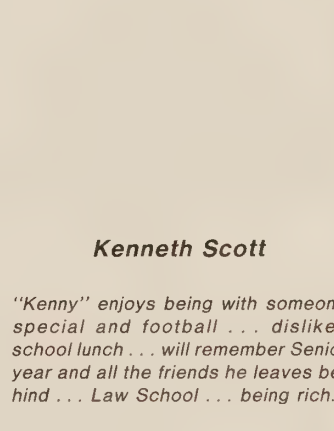 Kenneth Scott
"Kenny" enjoys being with someon
special and football . . . dislike
school lunch . . . will remember Senio
year and all the friends he leaves be
hind . . . Law School . . . being rich.